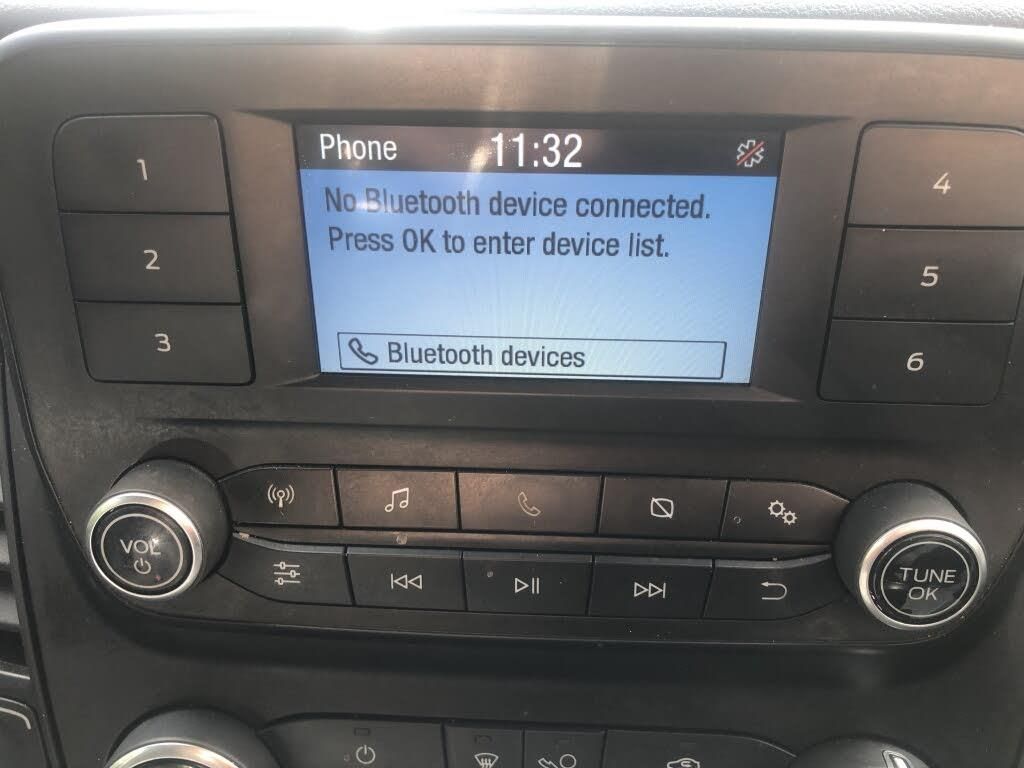 Phone 11:32
No Bluetooth device connected.
Press OK to enter device list.
Bluetooth devices
1
2
3
4
5
6
VOL
TUNE
OK